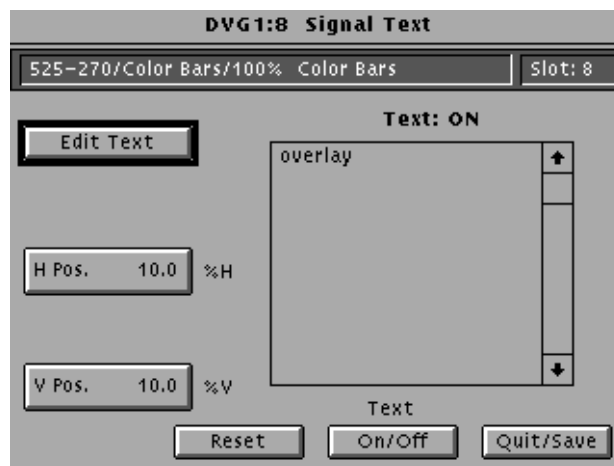 DVG1:8 Signal Text
525-270/Color Bars/100% Color Bars Slot: 8
Text: ON
Edit Text
overlay
H Pos. 10.0 %H
V Pos. 10.0 %V
Text
Reset On/Off Quit/Save